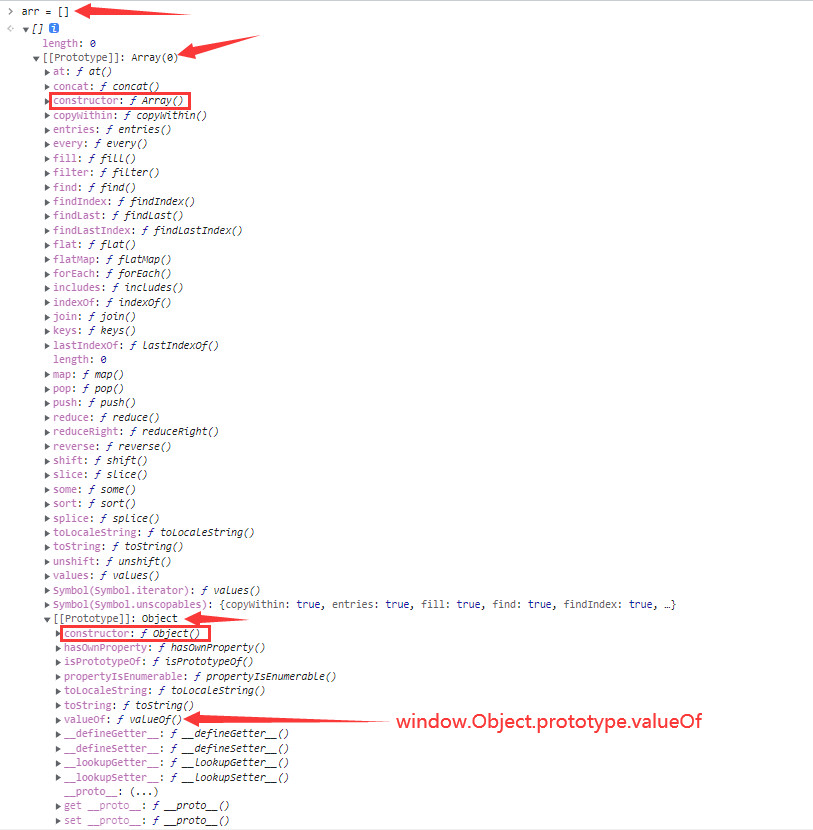 arr = []
[] i
length: 0
[[Prototype]]: Array(0)
at: ƒ at()
concat: ƒ concat()
constructor: ƒ Array()
copyWithin: ƒ copyWithin()
entries: ƒ entries()
every: ƒ every()
fill: ƒ fill()
filter: ƒ filter()
find: ƒ find()
findIndex: ƒ findIndex()
findLast: ƒ findLast()
findLastIndex: ƒ findLastIndex()
flat: ƒ flat()
flatMap: ƒ flatMap()
forEach: ƒ forEach()
includes: ƒ includes()
indexOf: ƒ indexOf()
join: ƒ join()
keys: ƒ keys()
lastIndexOf: ƒ lastIndexOf()
length: 0
map: ƒ map()
pop: ƒ pop()
push: ƒ push()
reduce: ƒ reduce()
reduceRight: ƒ reduceRight()
reverse: ƒ reverse()
shift: ƒ shift()
slice: ƒ slice()
some: ƒ some()
sort: ƒ sort()
splice: ƒ splice()
toLocaleString: ƒ toLocaleString()
toString: ƒ toString()
unshift: ƒ unshift()
values: ƒ values()
Symbol(Symbol.iterator): ƒ values()
Symbol(Symbol.unscopables): {copyWithin: true, entries: true, fill: true, find: true, findIndex: true, …}
[[Prototype]]: Object
constructor: ƒ Object()
hasOwnProperty: ƒ hasOwnProperty()
isPrototypeOf: ƒ isPrototypeOf()
propertyIsEnumerable: ƒ propertyIsEnumerable()
toLocaleString: ƒ toLocaleString()
toString: ƒ toString()
valueOf: ƒ valueOf() window.Object.prototype.valueOf
__defineGetter__: ƒ __defineGetter__()
__defineSetter__: ƒ __defineSetter__()
__lookupGetter__: ƒ __lookupGetter__()
__lookupSetter__: ƒ __lookupSetter__()
__proto__: (...)
get __proto__: ƒ __proto__()
set __proto__: ƒ __proto__()